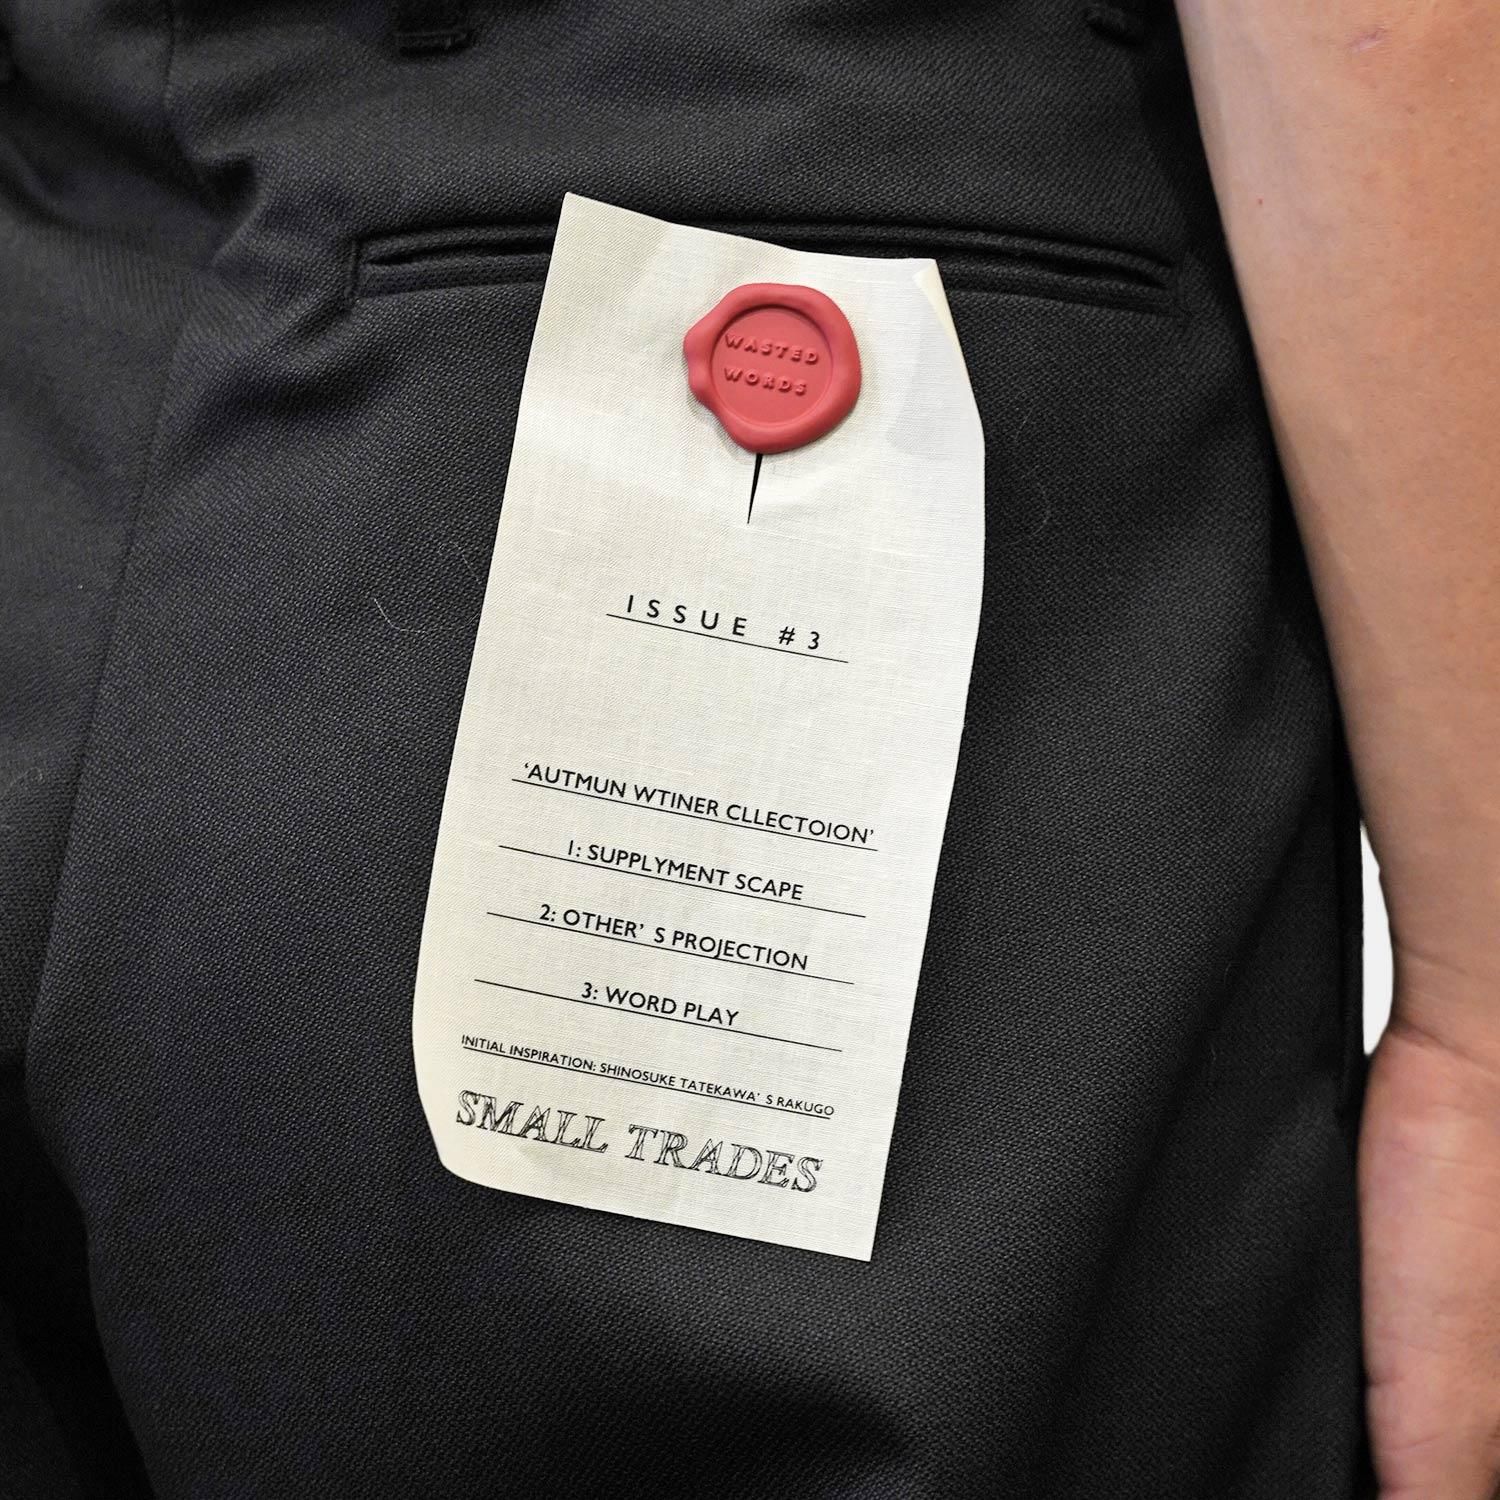 WASTED
WORDS
ISSUE #3
‘AUTMUN WTINER CLLECTOION’
1: SUPPLYMENT SCAPE
2: OTHER’ S PROJECTION
3: WORD PLAY
INITIAL INSPIRATION: SHINOSUKE TATEKAWA’ S RAKUGO
SMALL TRADES